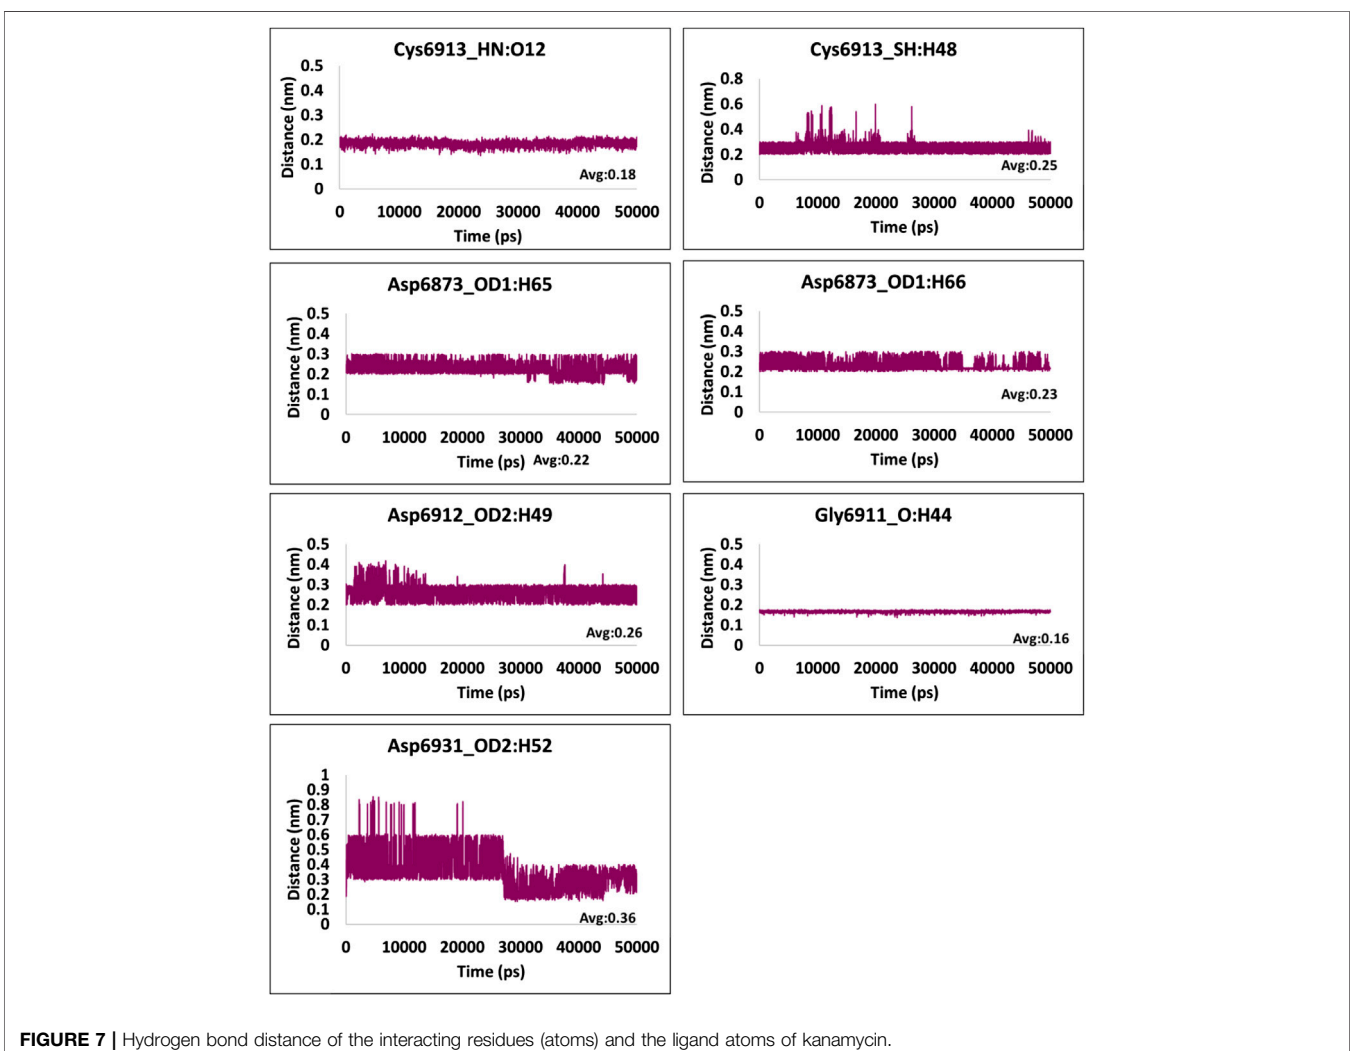 Cys6913_HN:O12
Distance (nm)
0.5
0.4
0.3
0.2
0.1
0
Avg:0.18
0 10000 20000 30000 40000 50000
Time (ps)
Cys6913_SH:H48
Distance (nm)
0.8
0.6
0.4
0.2
0
Avg:0.25
0 10000 20000 30000 40000 50000
Time (ps)
Asp6873_OD1:H65
Distance (nm)
0.5
0.4
0.3
0.2
0.1
0
0 10000 20000 30000 40000 50000
Time (ps) Avg:0.22
Asp6873_OD1:H66
Distance (nm)
0.5
0.4
0.3
0.2
0.1
0
Avg:0.23
0 10000 20000 30000 40000 50000
Time (ps)
Asp6912_OD2:H49
Distance (nm)
0.5
0.4
0.3
0.2
0.1
0
Avg:0.26
0 10000 20000 30000 40000 50000
Time (ps)
Gly6911_O:H44
Distance (nm)
0.5
0.4
0.3
0.2
0.1
0
Avg:0.16
0 10000 20000 30000 40000 50000
Time (ps)
Asp6931_OD2:H52
Distance (nm)
1
0.9
0.8
0.7
0.6
0.5
0.4
0.3
0.2
0.1
0
Avg:0.36
0 10000 20000 30000 40000 50000
Time (ps)
FIGURE 7 | Hydrogen bond distance of the interacting residues (atoms) and the ligand atoms of kanamycin.